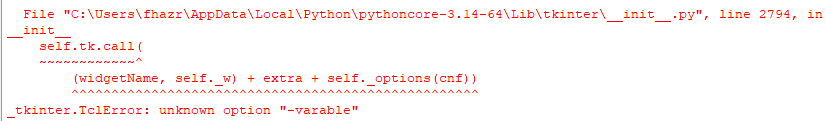 File "C:\Users\fhazr\AppData\Local\Python\pythoncore-3.14-64\Lib\tkinter\__init__.py", line 2794, in
__init__
self.tk.call(
~~~~~~~~~~~~^
(widgetName, self._w) + extra + self._options(cnf))
^^^^^^^^^^^^^^^^^^^^^^^^^^^^^^^^^^^^^^^^^^^^^^^^^^^
_tkinter.TclError: unknown option "-varable"